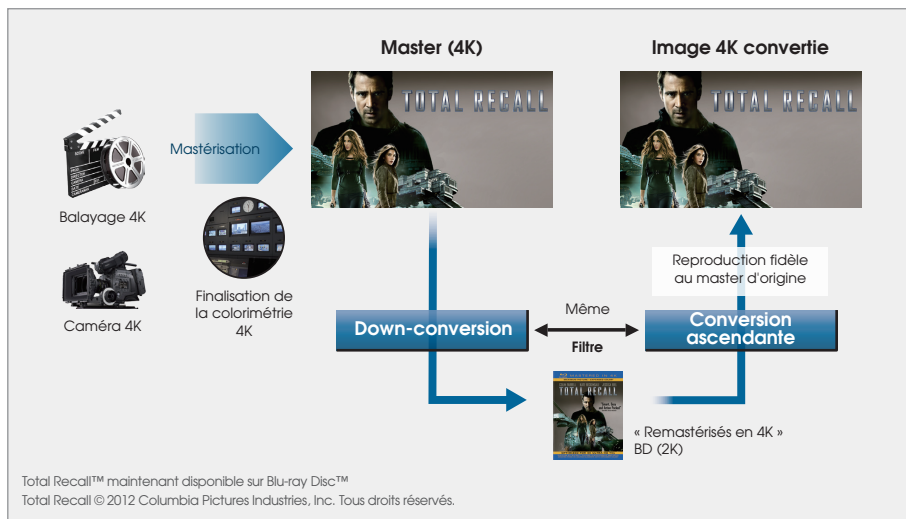 Master (4K)
Image 4K convertie
TOTAL RECALL
TOTAL RECALL
Mastérisation
Balayage 4K
Caméra 4K
Finalisation de
la colorimétrie
4K
Reproduction fidèle
au master d'origine
Down-conversion
Même
Filtre
Conversion
ascendante
TOTAL RECALL
« Remastérisés en 4K »
BD (2K)
Total Recall™ maintenant disponible sur Blu-ray Disc™
Total Recall © 2012 Columbia Pictures Industries, Inc. Tous droits réservés.